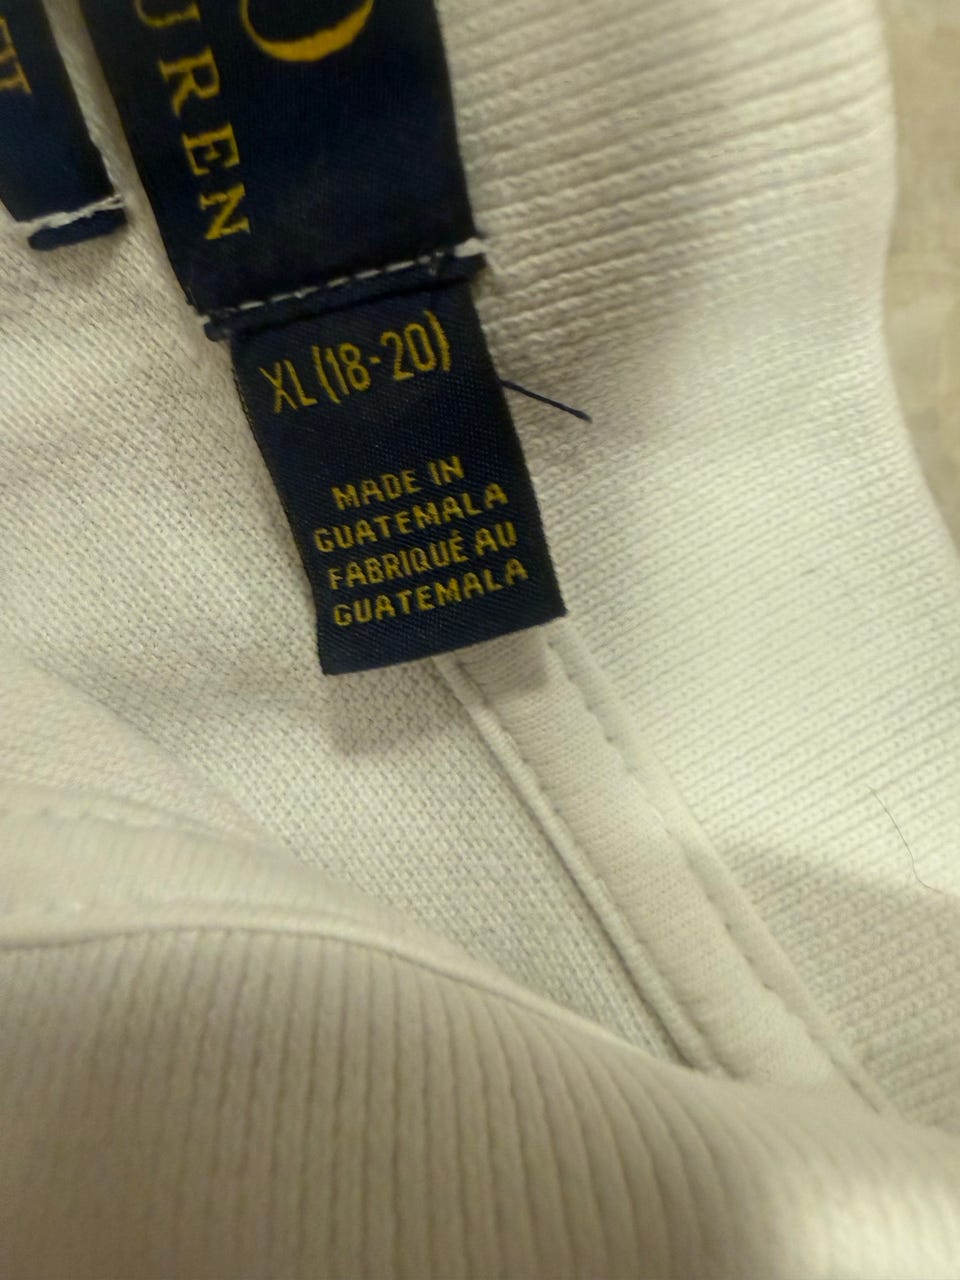 UREN
XL (18-20)
MADE IN
GUATEMALA
FABRIQUÉ AU
GUATEMALA